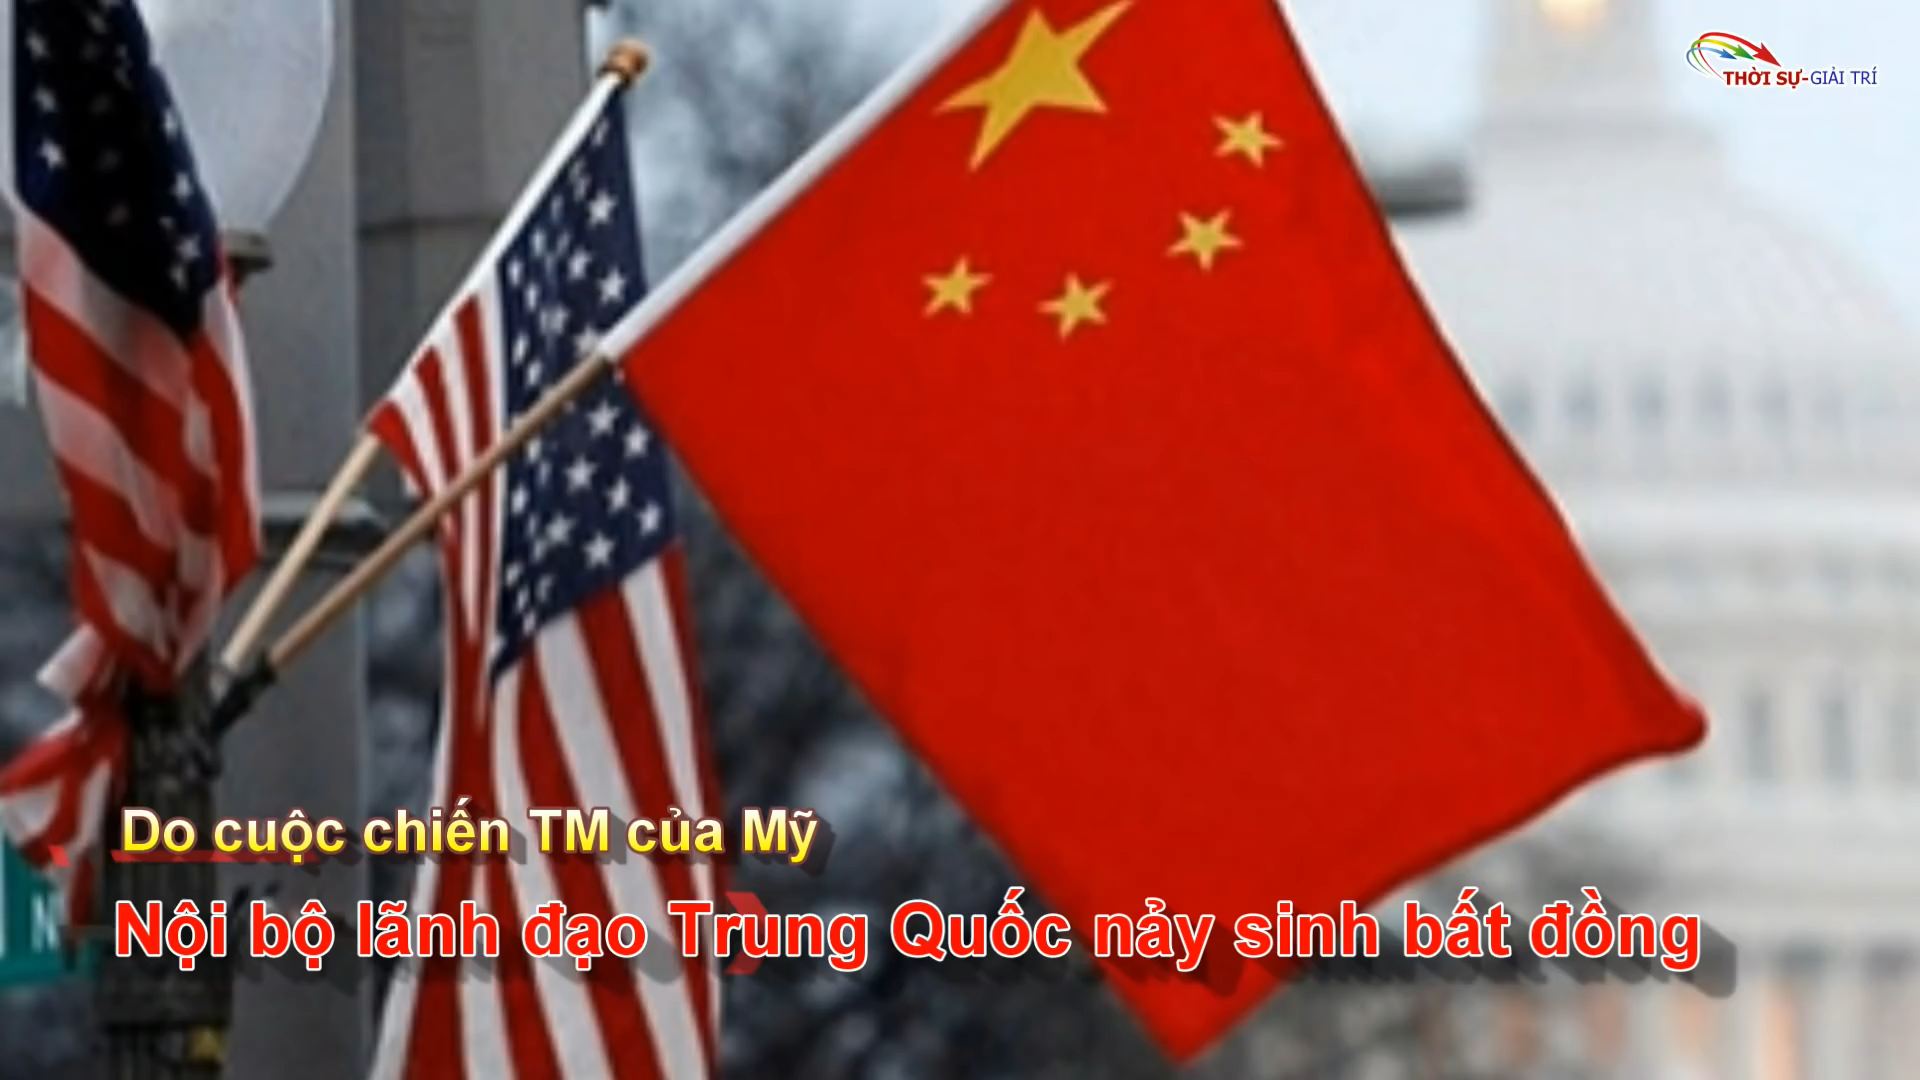 THỜI SỰ-GIẢI TRÍ
Do cuộc chiến TM của Mỹ
Nội bộ lãnh đạo Trung Quốc nảy sinh bất đồng
N